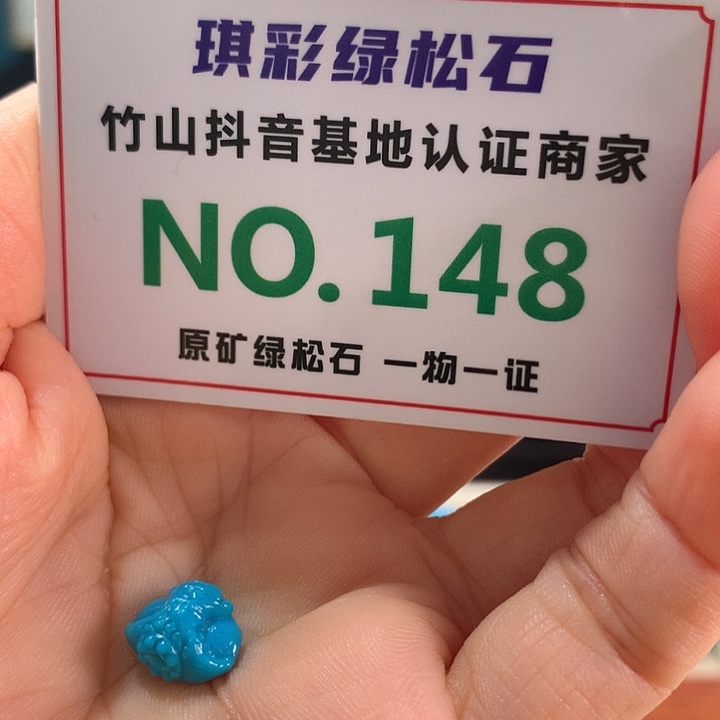 琪彩绿松石
竹山抖音基地认证商家
NO.148
原矿绿松石 一物一证